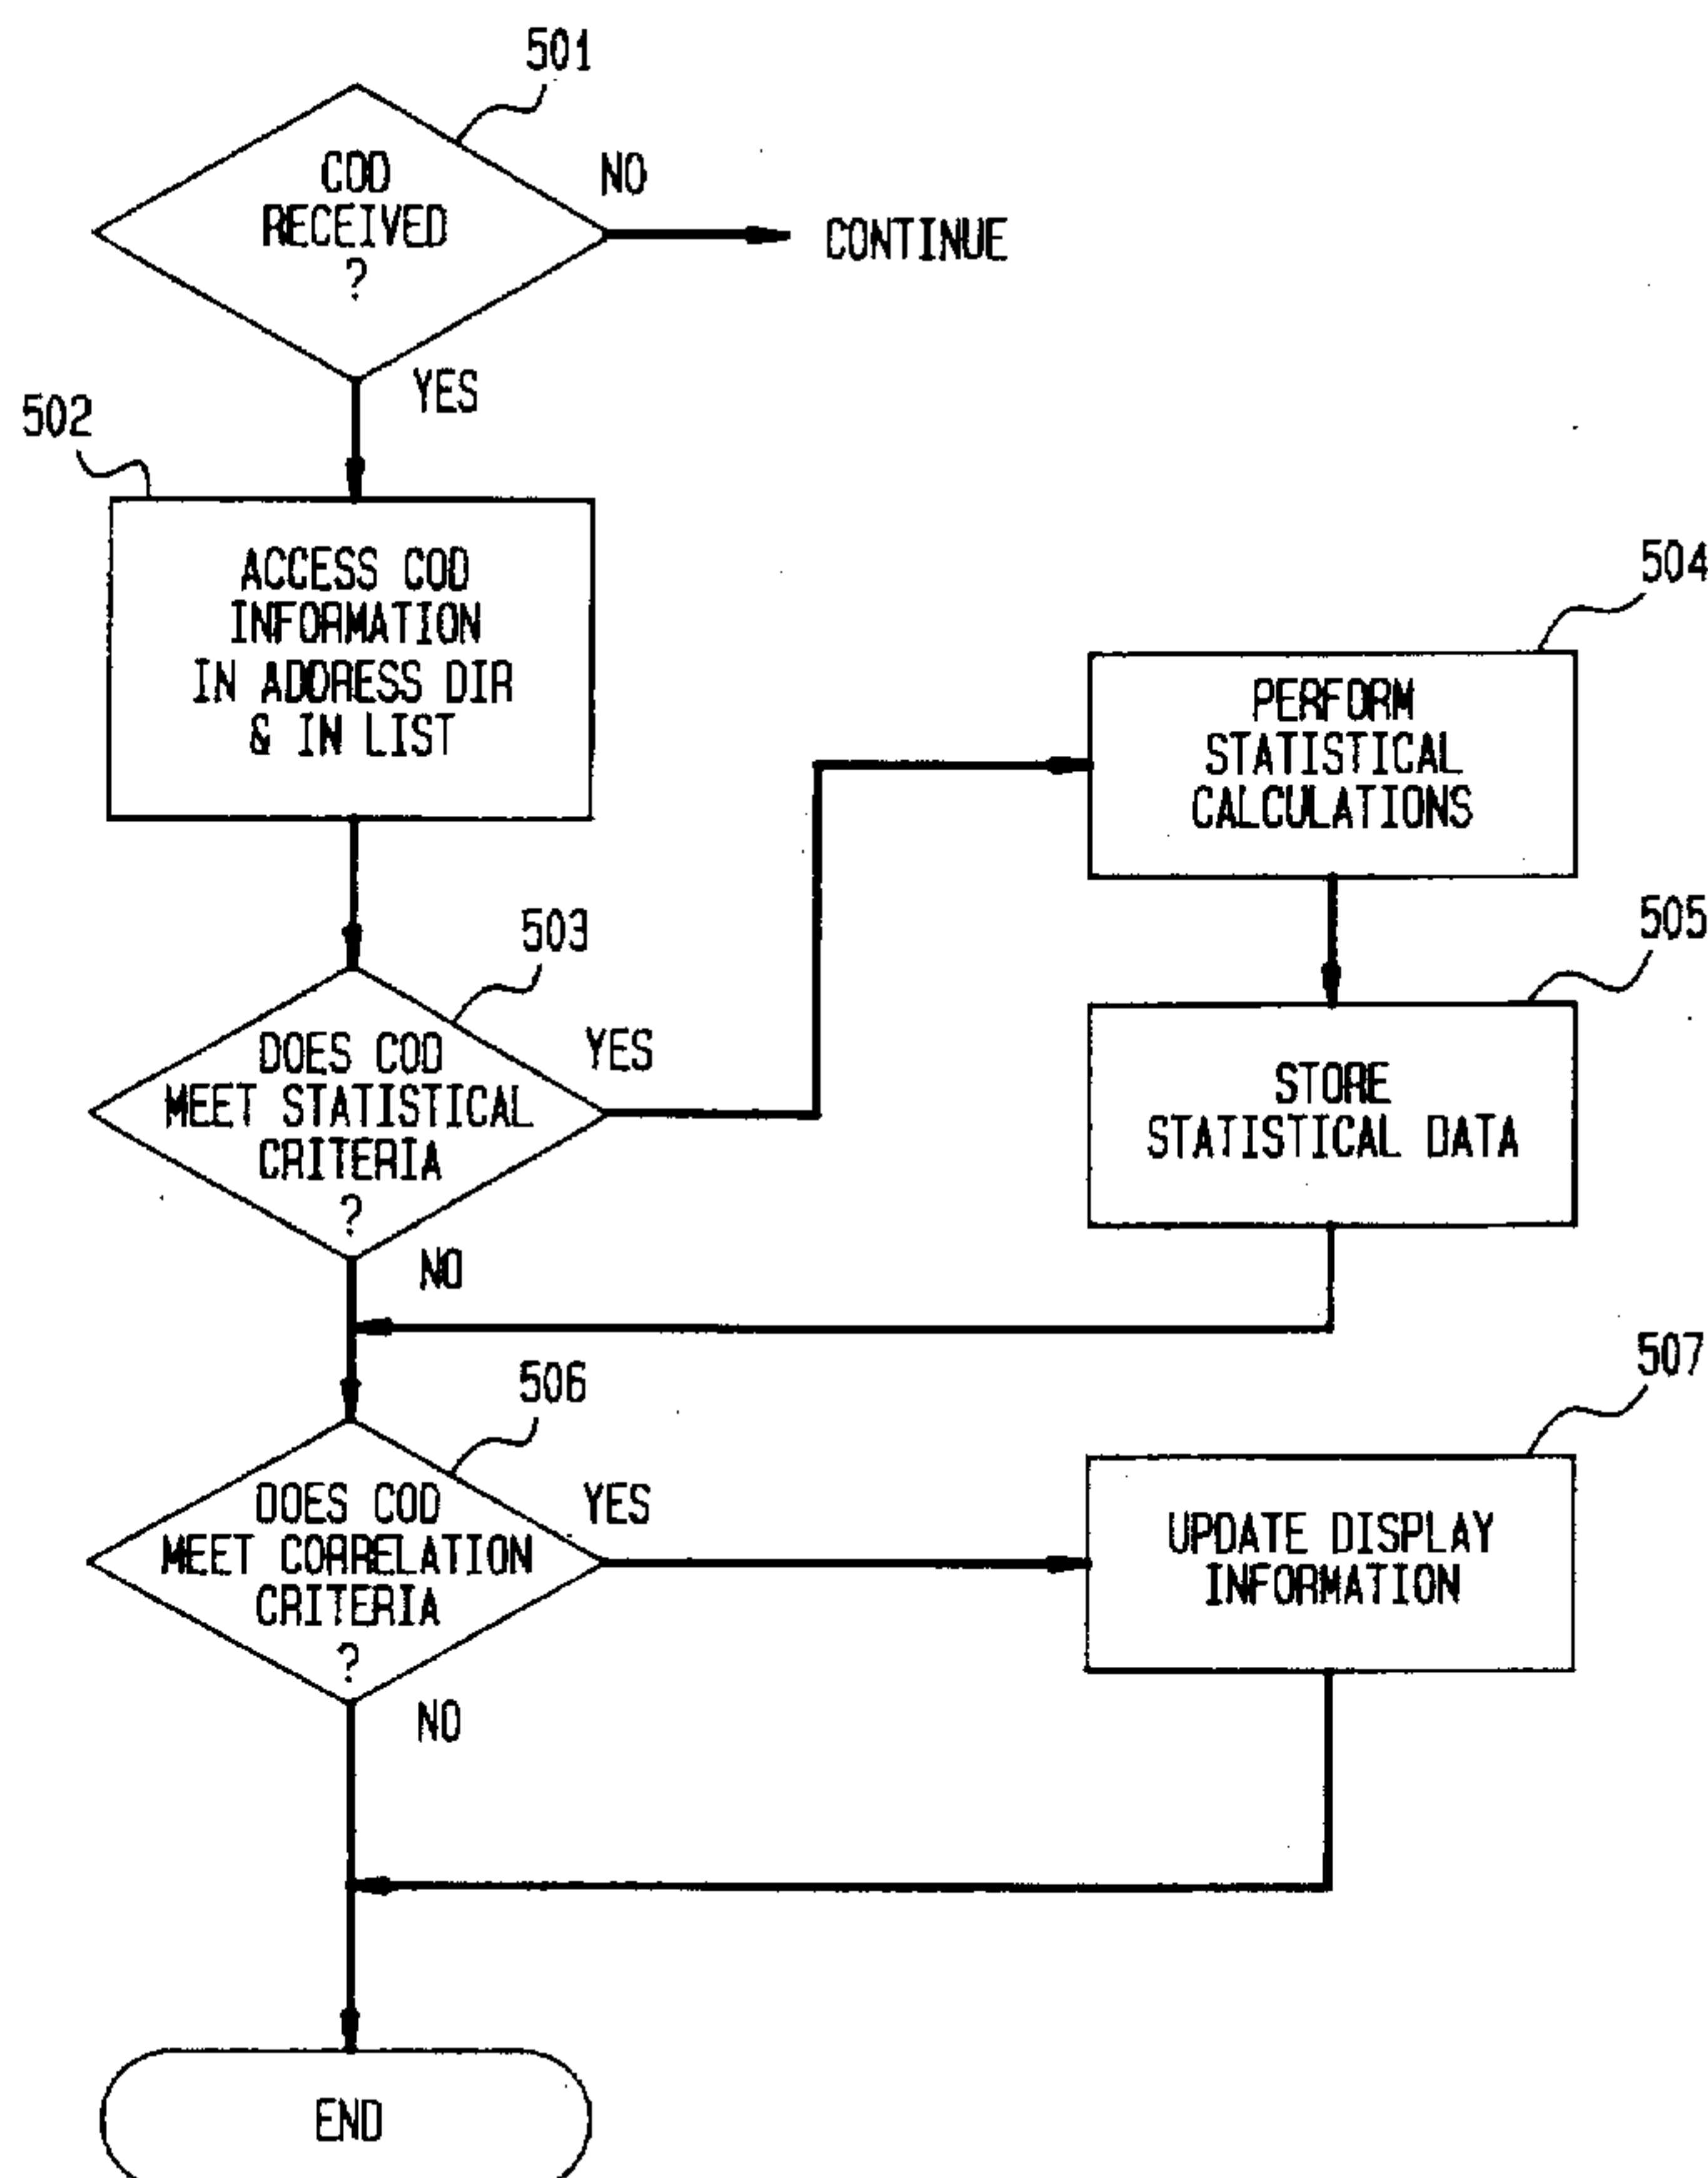 501
COD
RECEIVED
?
NO
CONTINUE
YES
502
ACCESS COD
INFORMATION
IN ADDRESS DIR
& IN LIST
503
DOES COD
MEET STATISTICAL
CRITERIA
?
YES
NO
504
PERFORM
STATISTICAL
CALCULATIONS
505
STORE
STATISTICAL DATA
506
DOES COD
MEET CORRELATION
CRITERIA
?
YES
NO
507
UPDATE DISPLAY
INFORMATION
END